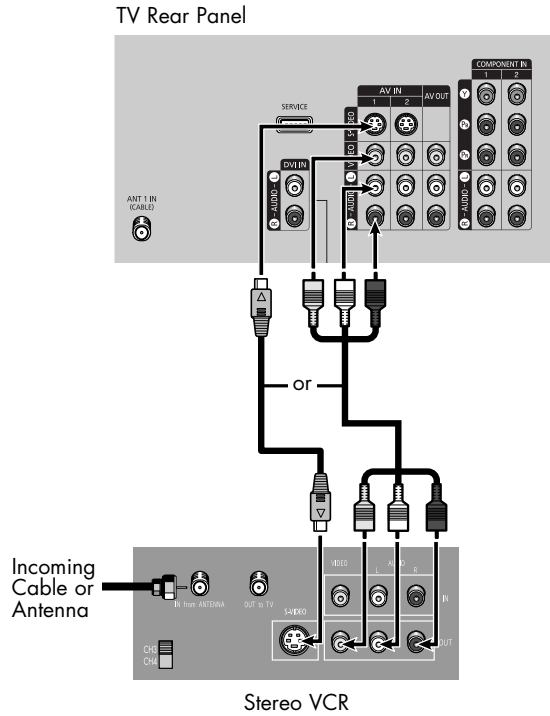 TV Rear Panel
COMPONENT IN
1 2
AV IN
1 2
AV OUT
SERVICE
S-VIDEO
VIDEO
DVI IN
L
R - AUDIO - L
R - AUDIO - L
R - AUDIO - L
Y
PB
PR
ANT 1 IN
(CABLE)
or
Incoming
Cable or
Antenna
VIDEO
AUDIO
L R
IN from ANTENNA
OUT to TV
IN
S-VIDEO
OUT
CH3
CH4
Stereo VCR